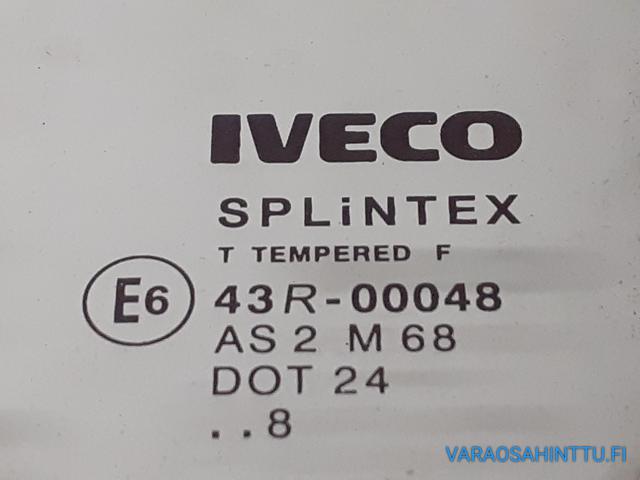 IVECO
SPLiNTEX
T TEMPERED F
E6 43R-00048
AS 2 M 68
DOT 24
..8
VARAOSAHINTTU.FI